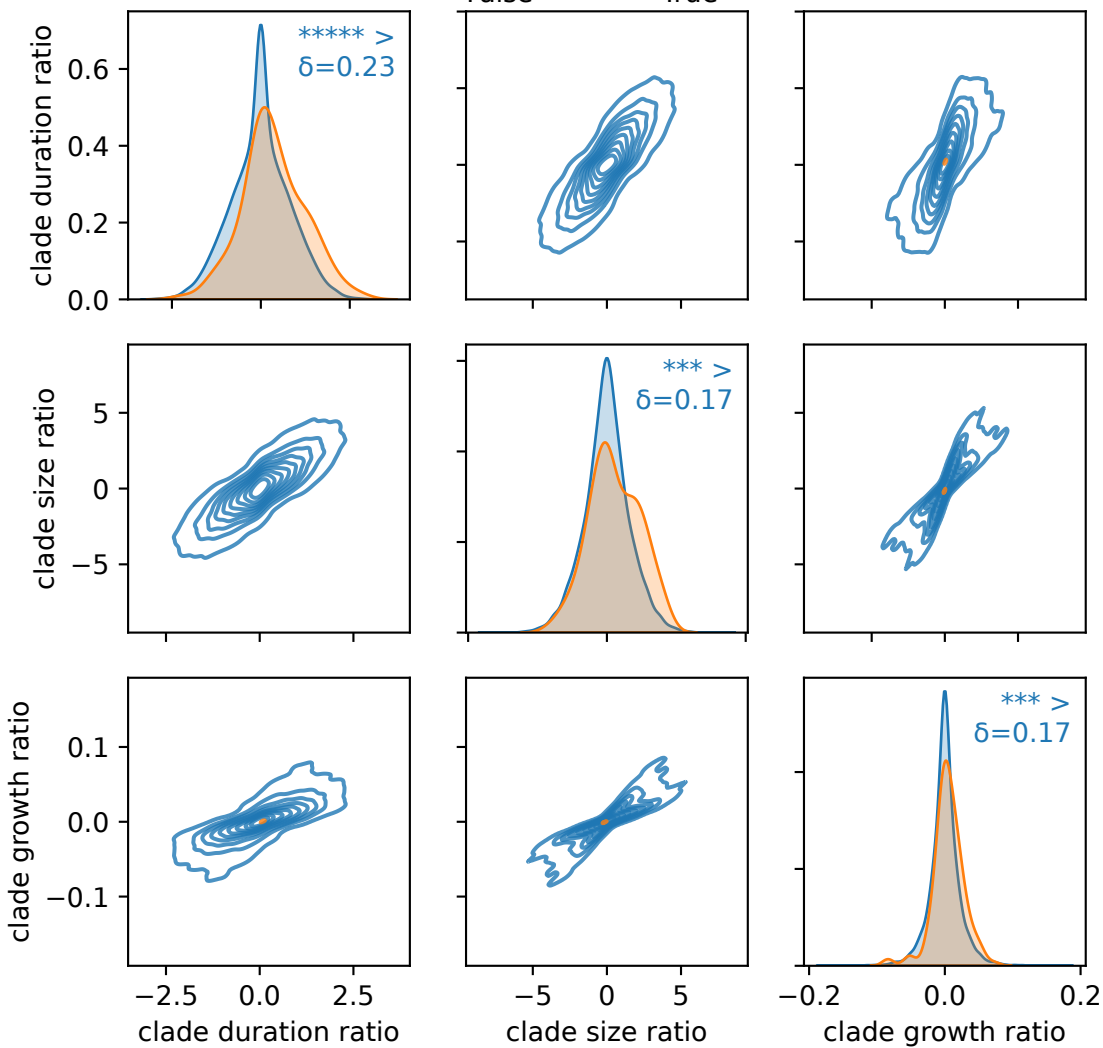 True
0.6
0.4
0.2
0.0
clade duration ratio
***** >
δ=0.23
5
0
−5
clade size ratio
*** >
δ=0.17
0.1
0.0
−0.1
clade growth ratio
*** >
δ=0.17
−2.5 0.0 2.5
−5 0 5
−0.2 0.0 0.2
clade duration ratio
clade size ratio
clade growth ratio